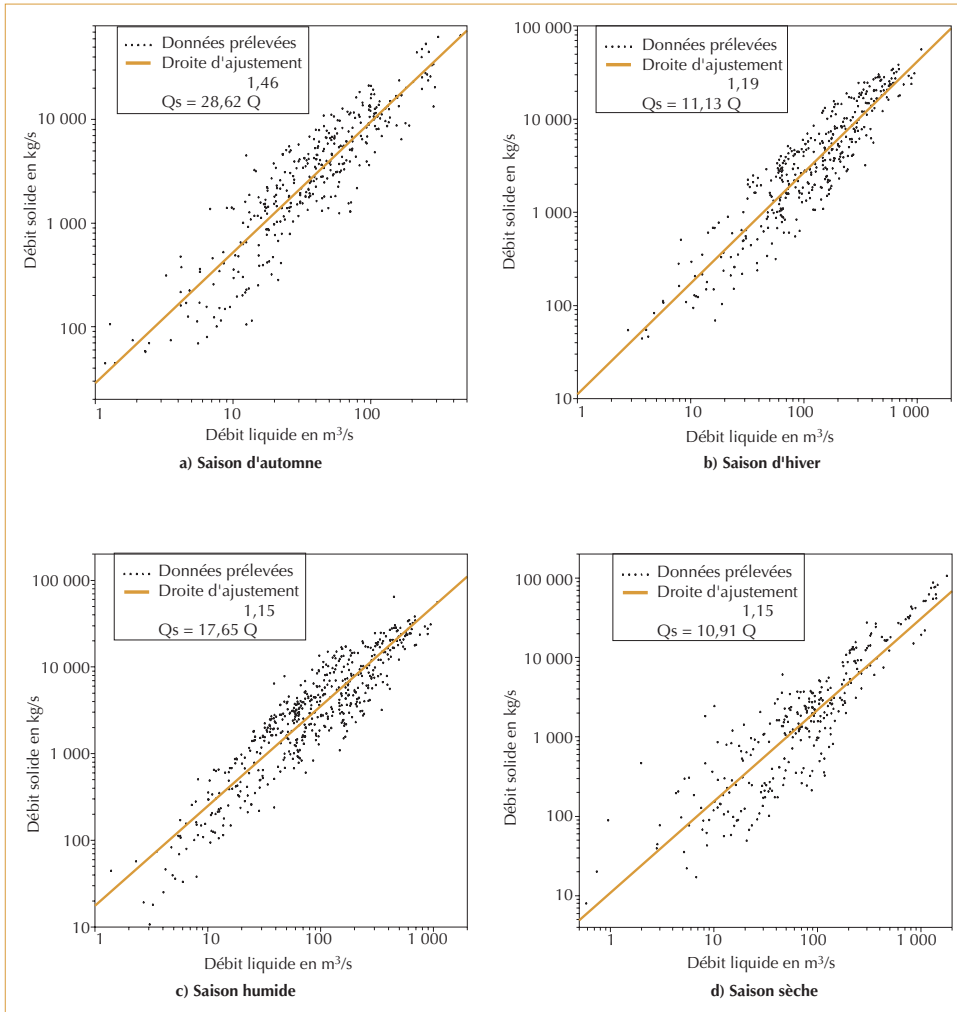 Données prélevées
Droite d'ajustement
1,46
Qs = 28,62 Q
10 000
1 000
100
Débit solide en kg/s
1 10 100
Débit liquide en m³/s
a) Saison d'automne
100 000
Données prélevées
Droite d'ajustement
1,19
Qs = 11,13 Q
10 000
1 000
100
10
Débit solide en kg/s
1 10 100 1 000
Débit liquide en m³/s
b) Saison d'hiver
100 000
Données prélevées
Droite d'ajustement
1,15
Qs = 17,65 Q
10 000
1 000
100
10
Débit solide en kg/s
1 10 100 1 000
Débit liquide en m³/s
c) Saison humide
100 000
Données prélevées
Droite d'ajustement
1,15
Qs = 10,91 Q
10 000
1 000
100
10
Débit solide en kg/s
1 10 100 1 000
Débit liquide en m³/s
d) Saison sèche